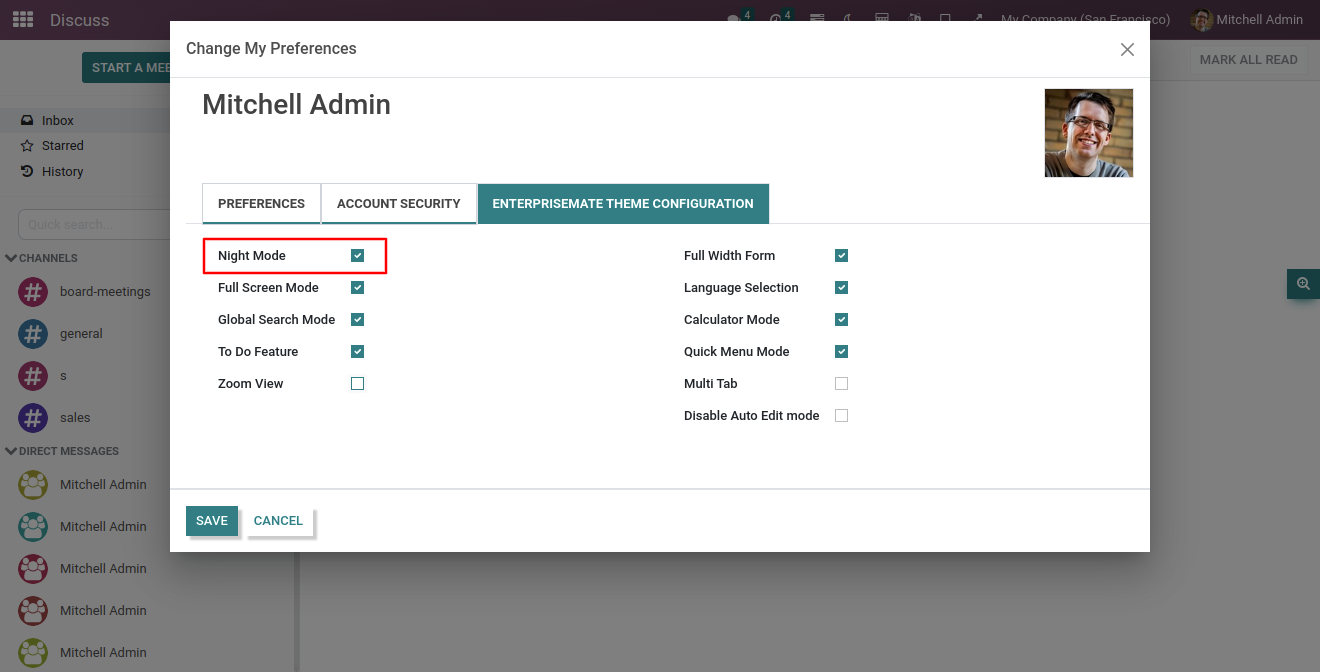 Discuss
4
4
My Company (San Francisco)
Mitchell Admin
Change My Preferences
START A MEE
MARK ALL READ
Mitchell Admin
Inbox
Starred
History
PREFERENCES
ACCOUNT SECURITY
ENTERPRISEMATE THEME CONFIGURATION
Quick search...
Night Mode
Full Width Form
CHANNELS
Full Screen Mode
Language Selection
board-meetings
Global Search Mode
Calculator Mode
general
To Do Feature
Quick Menu Mode
s
Zoom View
Multi Tab
sales
Disable Auto Edit mode
DIRECT MESSAGES
Mitchell Admin
SAVE
CANCEL
Mitchell Admin
Mitchell Admin
Mitchell Admin
Mitchell Admin